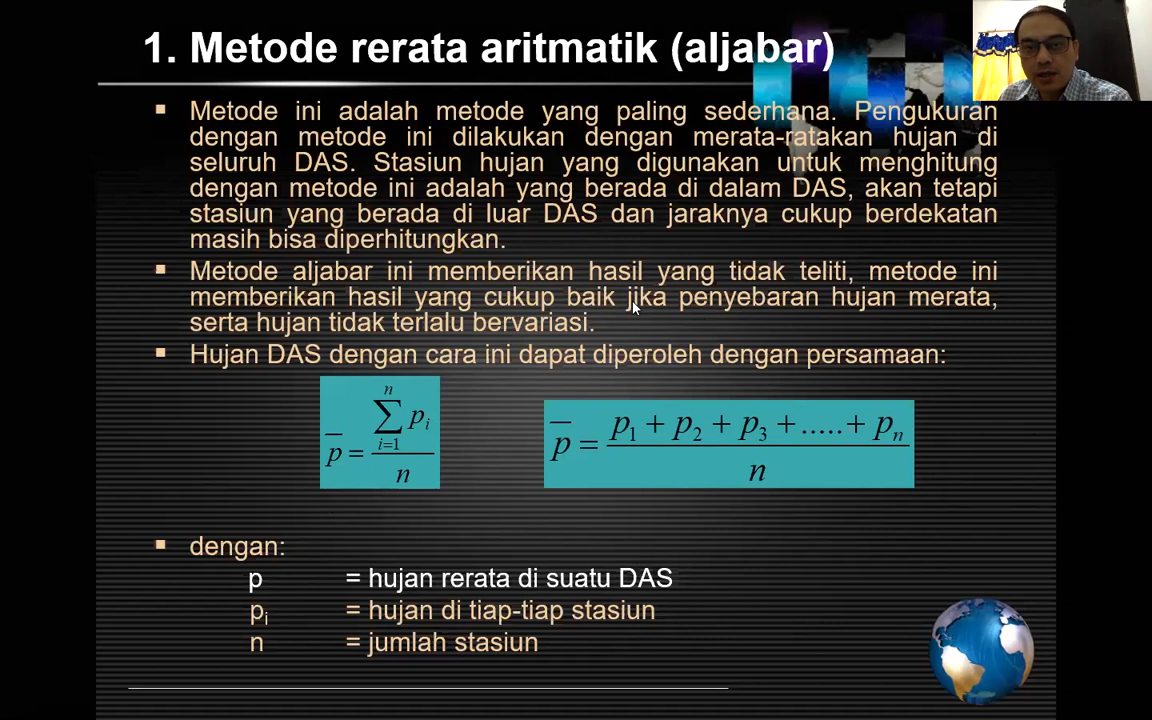 1. Metode rerata aritmatik (aljabar)
Metode ini adalah metode yang paling sederhana. Pengukuran
dengan metode ini dilakukan dengan merata-ratakan hujan di
seluruh DAS. Stasiun hujan yang digunakan untuk menghitung
dengan metode ini adalah yang berada di dalam DAS, akan tetapi
stasiun yang berada di luar DAS dan jaraknya cukup berdekatan
masih bisa diperhitungkan.
Metode aljabar ini memberikan hasil yang tidak teliti, metode ini
memberikan hasil yang cukup baik jika penyebaran hujan merata,
serta hujan tidak terlalu bervariasi.
Hujan DAS dengan cara ini dapat diperoleh dengan persamaan:
p̅ = ∑ᵢ₌₁ⁿ pᵢ / n
p̅ = p₁ + p₂ + p₃ + ..... + pₙ / n
dengan:
p = hujan rerata di suatu DAS
pᵢ = hujan di tiap-tiap stasiun
n = jumlah stasiun